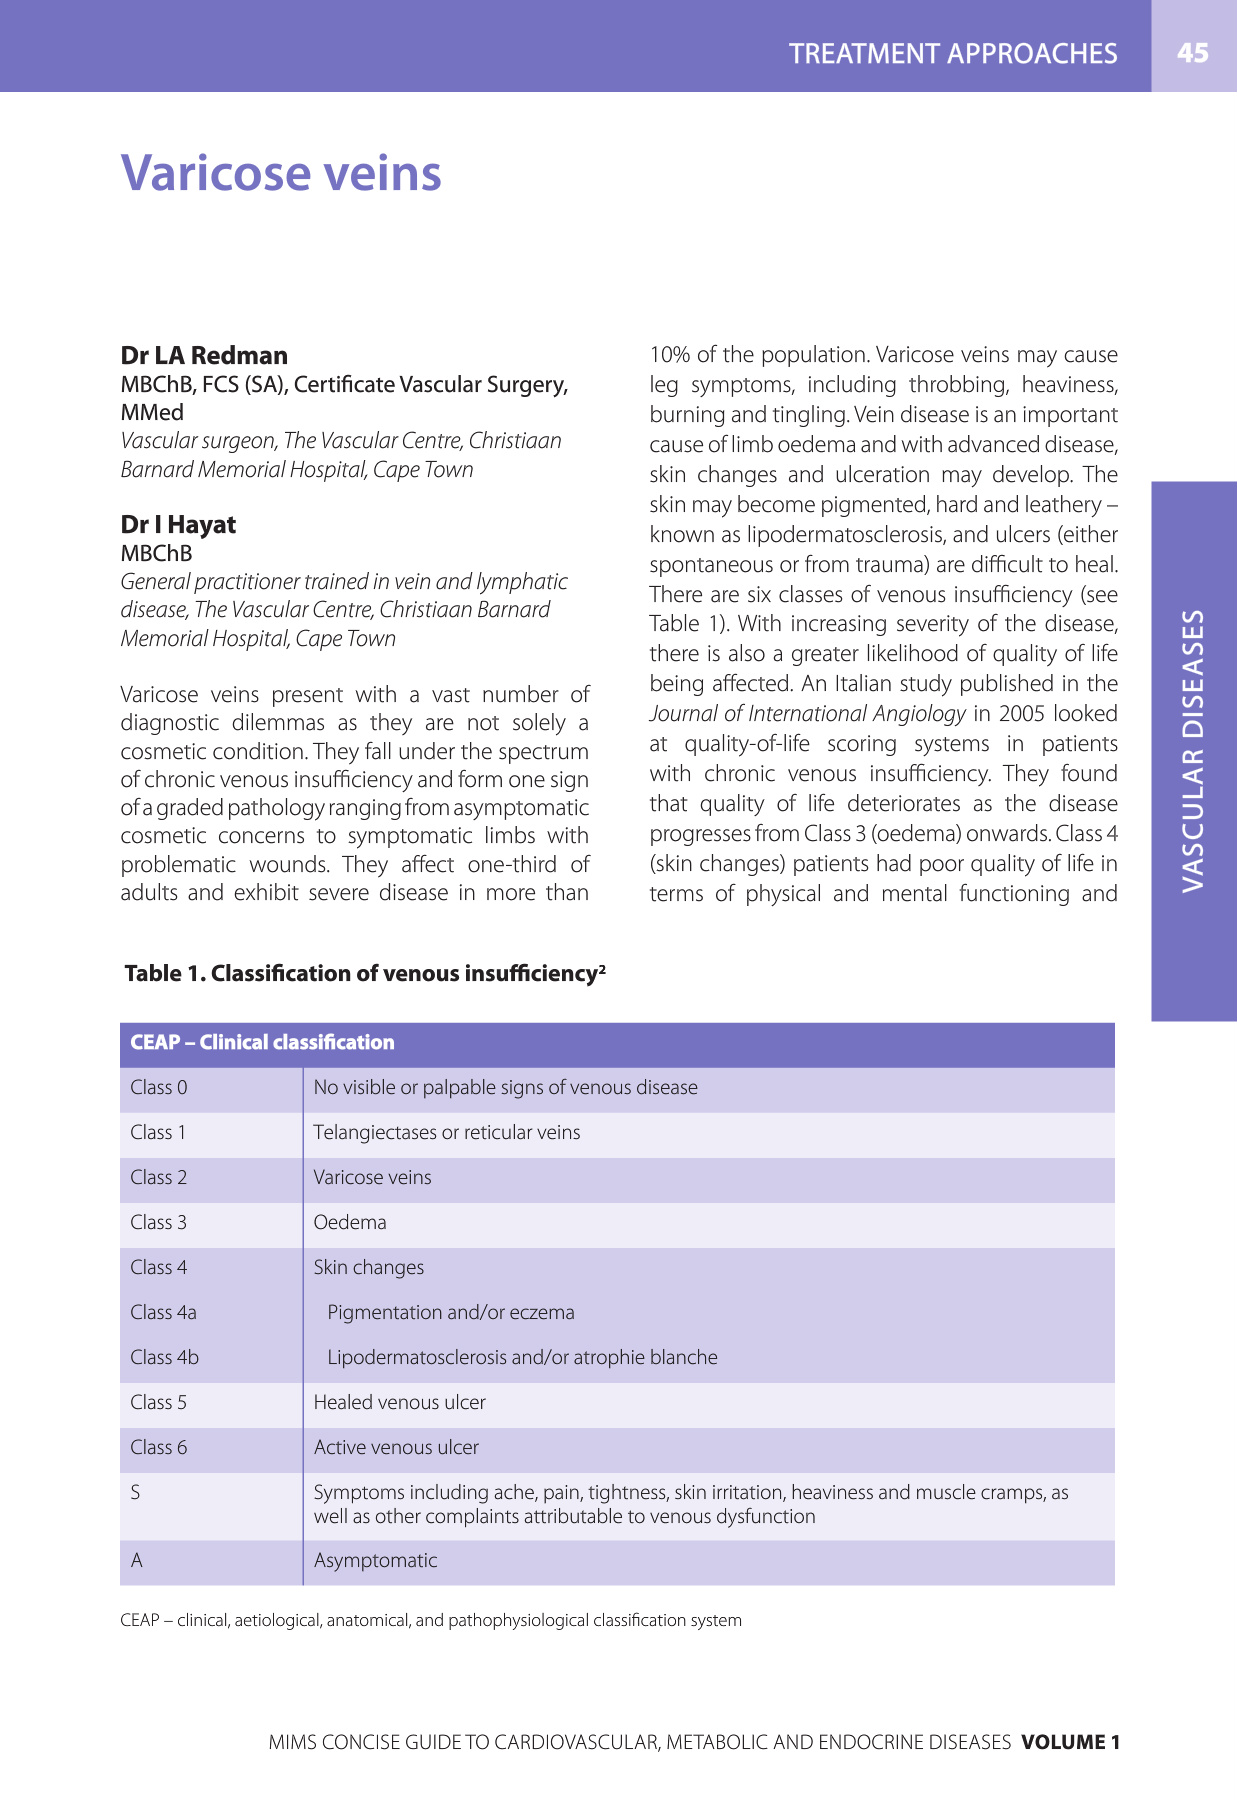 TREATMENT APPROACHES 45
Varicose veins
Dr LA Redman
MBChB, FCS (SA), Certificate Vascular Surgery,
MMed
Vascular surgeon, The Vascular Centre, Christiaan
Barnard Memorial Hospital, Cape Town
Dr I Hayat
MBChB
General practitioner trained in vein and lymphatic
disease, The Vascular Centre, Christiaan Barnard
Memorial Hospital, Cape Town
Varicose veins present with a vast number of
diagnostic dilemmas as they are not solely a
cosmetic condition. They fall under the spectrum
of chronic venous insufficiency and form one sign
of a graded pathology ranging from asymptomatic
cosmetic concerns to symptomatic limbs with
problematic wounds. They affect one-third of
adults and exhibit severe disease in more than
10% of the population. Varicose veins may cause
leg symptoms, including throbbing, heaviness,
burning and tingling. Vein disease is an important
cause of limb oedema and with advanced disease,
skin changes and ulceration may develop. The
skin may become pigmented, hard and leathery –
known as lipodermatosclerosis, and ulcers (either
spontaneous or from trauma) are difficult to heal.
There are six classes of venous insufficiency (see
Table 1). With increasing severity of the disease,
there is also a greater likelihood of quality of life
being affected. An Italian study published in the
Journal of International Angiology in 2005 looked
at quality-of-life scoring systems in patients
with chronic venous insufficiency. They found
that quality of life deteriorates as the disease
progresses from Class 3 (oedema) onwards. Class 4
(skin changes) patients had poor quality of life in
terms of physical and mental functioning and
VASCULAR DISEASES
Table 1. Classification of venous insufficiency²
CEAP – Clinical classification
Class 0 No visible or palpable signs of venous disease
Class 1 Telangiectases or reticular veins
Class 2 Varicose veins
Class 3 Oedema
Class 4 Skin changes
Class 4a Pigmentation and/or eczema
Class 4b Lipodermatosclerosis and/or atrophie blanche
Class 5 Healed venous ulcer
Class 6 Active venous ulcer
S Symptoms including ache, pain, tightness, skin irritation, heaviness and muscle cramps, as
well as other complaints attributable to venous dysfunction
A Asymptomatic
CEAP – clinical, aetiological, anatomical, and pathophysiological classification system
MIMS CONCISE GUIDE TO CARDIOVASCULAR, METABOLIC AND ENDOCRINE DISEASES VOLUME 1